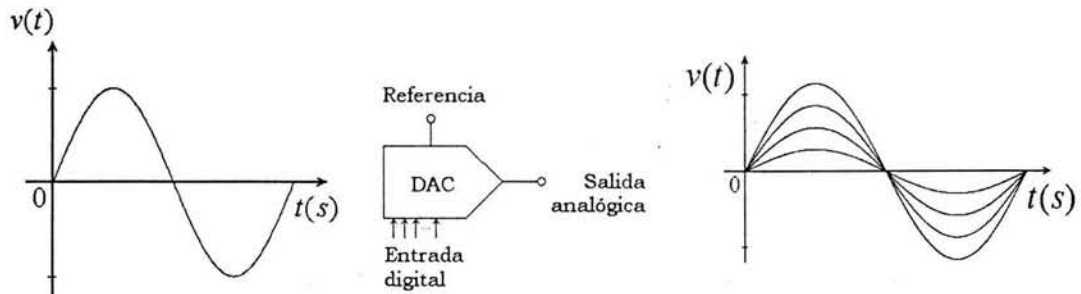 v(t)
0
t(s)
Referencia
DAC
Salida
analógica
Entrada
digital
v(t)
0
t(s)